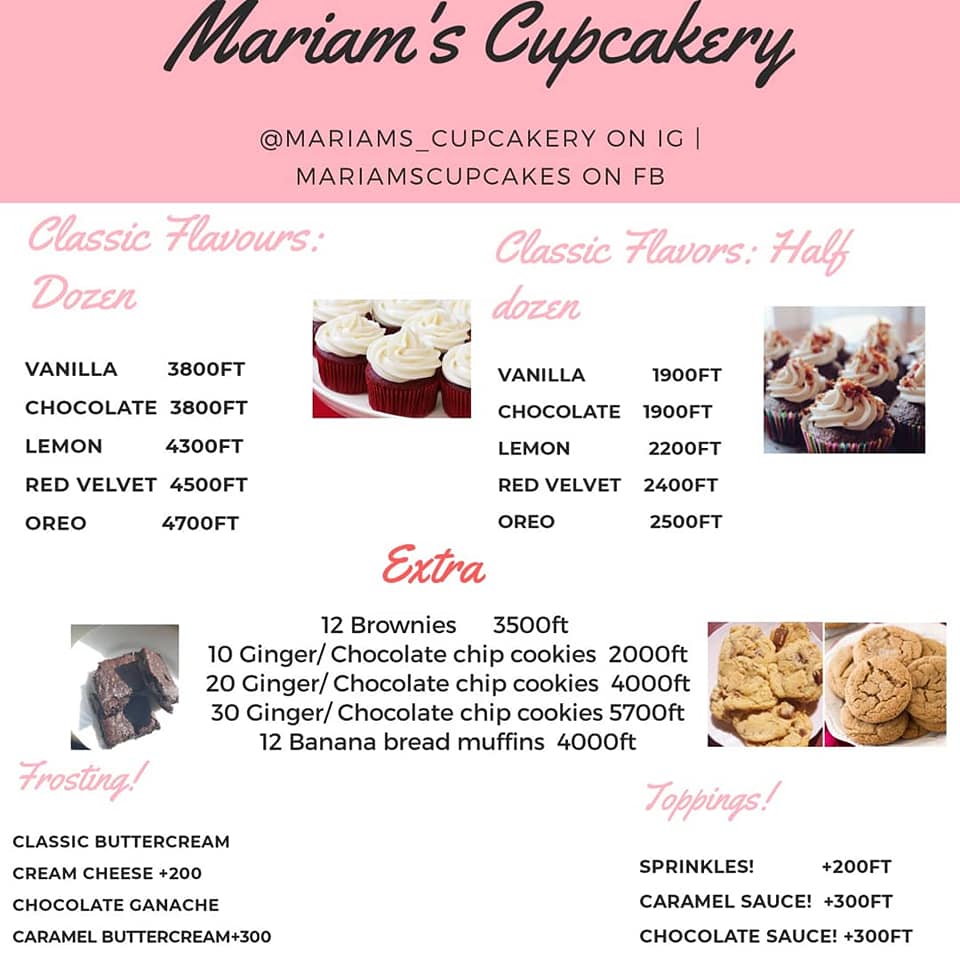 Mariam's Cupcakery
@MARIAMS_CUPCAKERY ON IG |
MARIAMSCUPCAKES ON FB
Classic Flavours:
Dozen
VANILLA 3800FT
CHOCOLATE 3800FT
LEMON 4300FT
RED VELVET 4500FT
OREO 4700FT
Classic Flavors: Half
dozen
VANILLA 1900FT
CHOCOLATE 1900FT
LEMON 2200FT
RED VELVET 2400FT
OREO 2500FT
Extra
12 Brownies 3500ft
10 Ginger/ Chocolate chip cookies 2000ft
20 Ginger/ Chocolate chip cookies 4000ft
30 Ginger/ Chocolate chip cookies 5700ft
12 Banana bread muffins 4000ft
Frosting!
CLASSIC BUTTERCREAM
CREAM CHEESE +200
CHOCOLATE GANACHE
CARAMEL BUTTERCREAM+300
Toppings!
SPRINKLES! +200FT
CARAMEL SAUCE! +300FT
CHOCOLATE SAUCE! +300FT